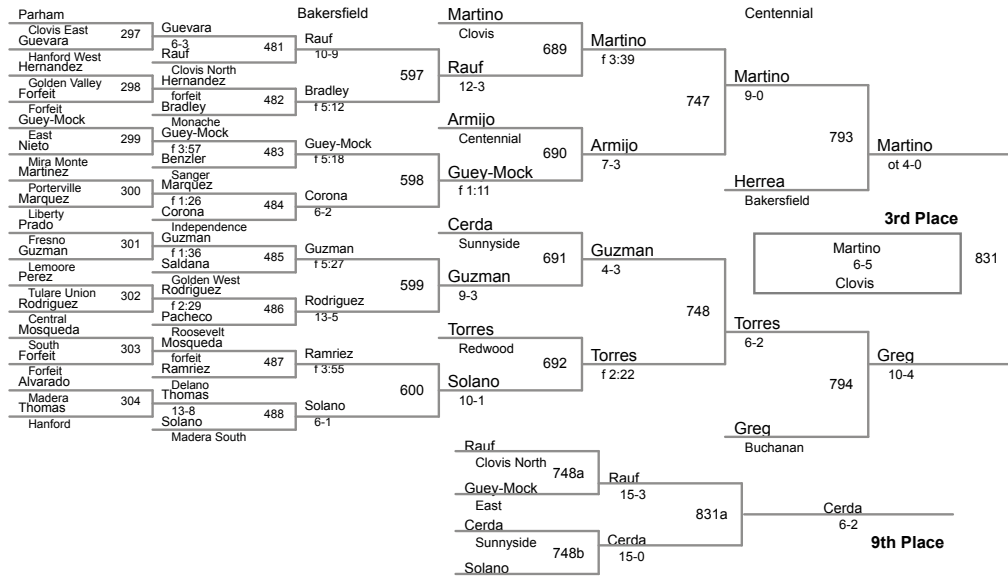 Parham
Clovis East
Guevara
297
Hanford West
Hernandez
Golden Valley
Forfeit
298
Forfeit
Guey-Mock
East
Nieto
299
Mira Monte
Martinez
Porterville
Marquez
300
Liberty
Prado
Fresno
Guzman
301
Lemoore
Perez
Tulare Union
Rodriguez
302
Central
Mosqueda
South
Forfeit
303
Forfeit
Alvarado
Madera
Thomas
304
Hanford
Guevara
6-3
Rauf
481
Clovis North
Hernandez
forfeit
Bradley
482
Monache
Guey-Mock
f 3:57
Benzler
483
Sanger
Marquez
f 1:26
Corona
484
Independence
Guzman
f 1:36
Saldana
485
Golden West
Rodriguez
f 2:29
Pacheco
486
Roosevelt
Mosqueda
forfeit
Ramriez
487
Delano
Thomas
13-8
Solano
488
Madera South
Bakersfield
Rauf
10-9
597
Bradley
f 5:12
Guey-Mock
f 5:18
598
Corona
6-2
Guzman
f 5:27
599
Rodriguez
13-5
Ramriez
f 3:55
600
Solano
6-1
Martino
Clovis
689
Rauf
12-3
Armijo
Centennial
690
Guey-Mock
f 1:11
Cerda
Sunnyside
691
Guzman
9-3
Torres
Redwood
692
Solano
10-1
Martino
f 3:39
747
Armijo
7-3
Guzman
4-3
748
Torres
f 2:22
Centennial
Martino
9-0
793
Herrea
Bakersfield
Martino
ot 4-0
3rd Place
Martino
6-5
Clovis
831
Torres
6-2
794
Greg
Buchanan
Greg
10-4
Rauf
Clovis North
748a
Guey-Mock
East
Cerda
Sunnyside
748b
Solano
Rauf
15-3
831a
Cerda
15-0
Cerda
6-2
9th Place